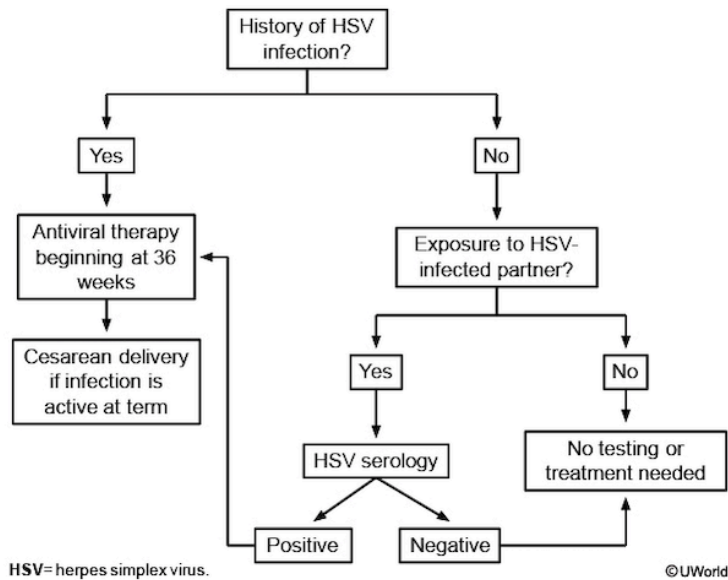 History of HSV
infection?
Yes
No
Antiviral therapy
beginning at 36
weeks
Exposure to HSV-
infected partner?
Cesarean delivery
if infection is
active at term
Yes
No
HSV serology
No testing or
treatment needed
Positive
Negative
HSV= herpes simplex virus.
©UWorld